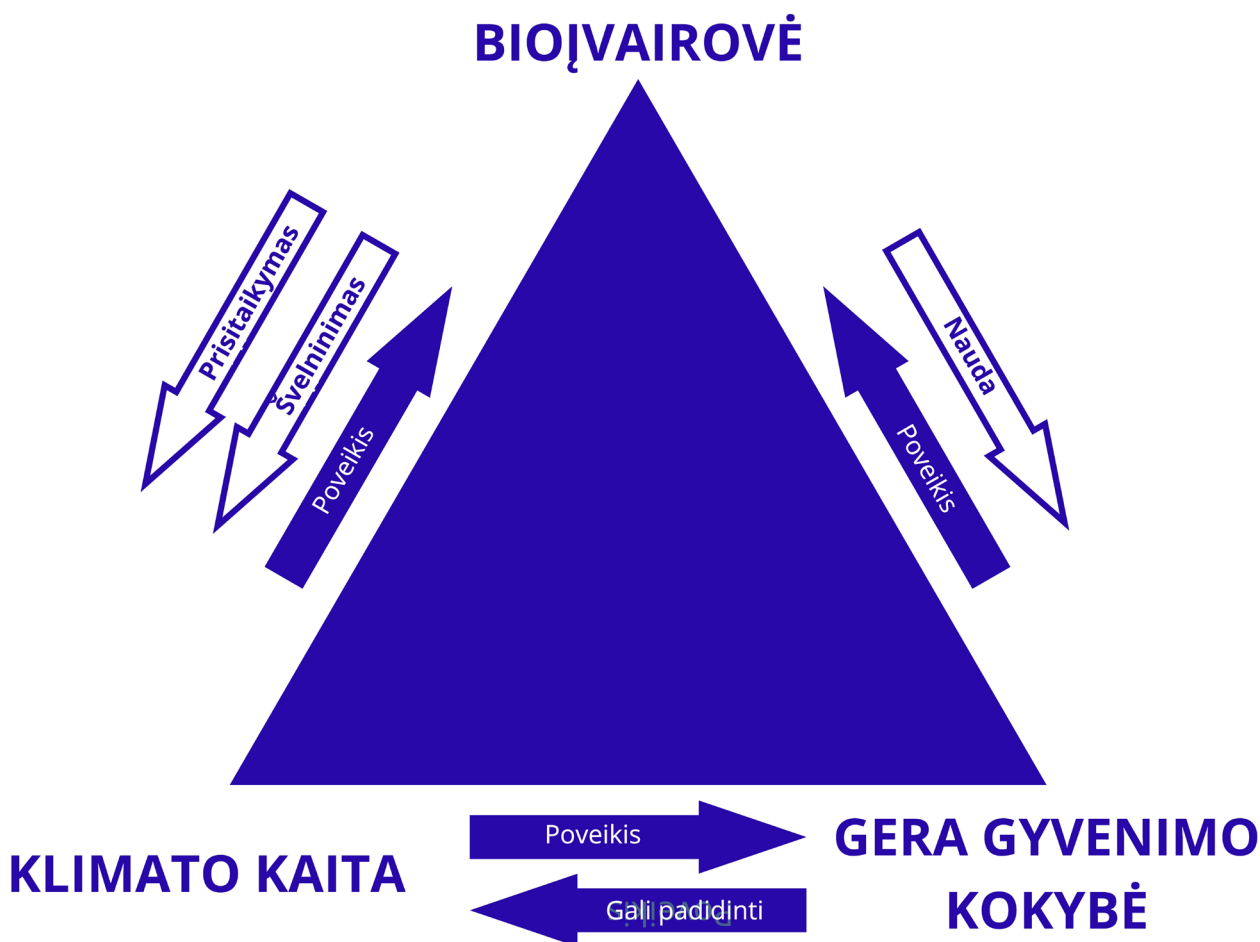 BIOĮVAIROVĖ
Prisitaikymas
Švelninimas
Poveikis
Nauda
Poveikis
Poveikis
Gali padidinti
KLIMATO KAITA
GERA GYVENIMO
KOKYBĖ